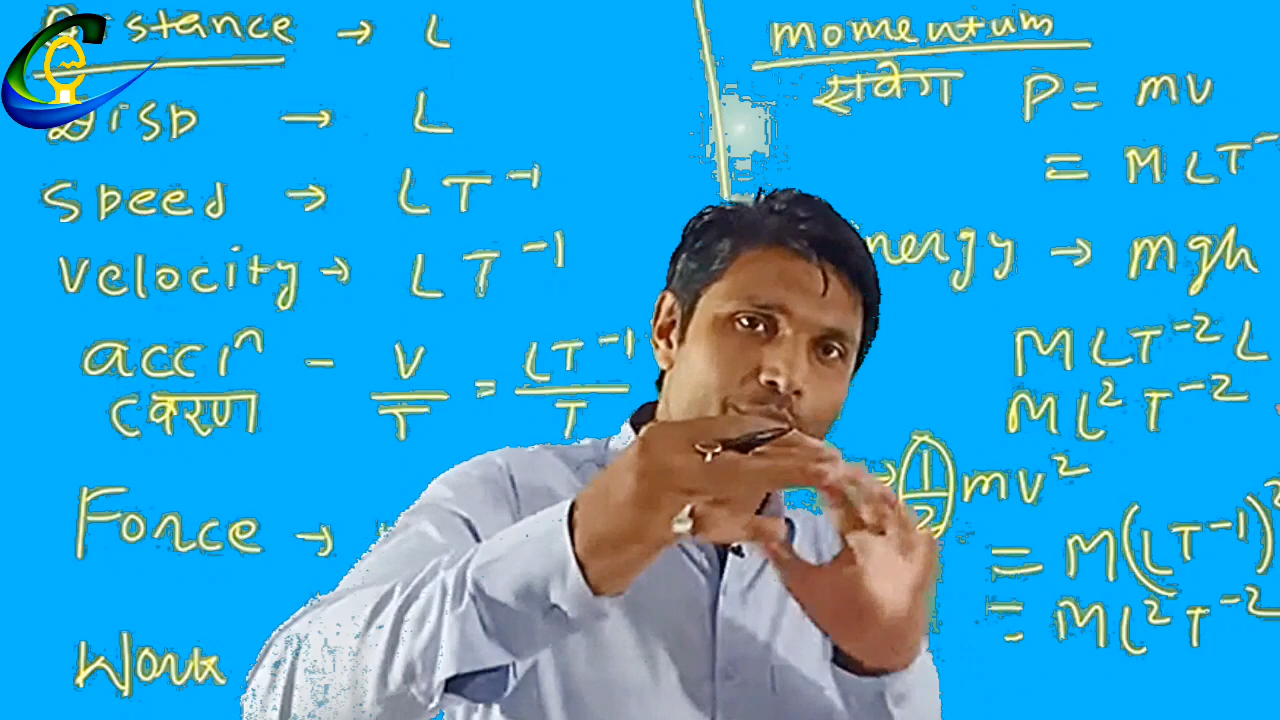 Distance → L
Disp → L
Speed → LT⁻¹
Velocity → LT⁻¹
accⁿ - V/T = LT⁻¹/T
त्वरण
Force →
Work
momentum
संवेग P = mv
= MLT⁻
nergy → mgh
MLT⁻²L
ML²T⁻²
→ 1/2 mv²
= M(LT⁻¹)²
= ML²T⁻²